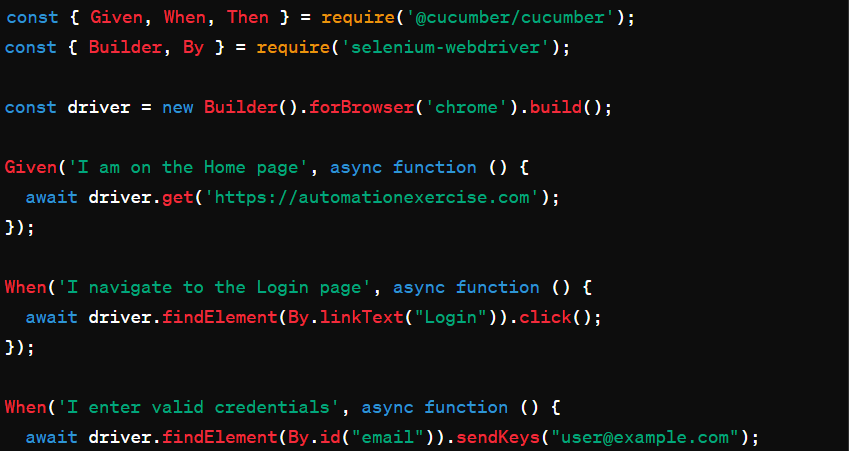 const { Given, When, Then } = require('@cucumber/cucumber');
const { Builder, By } = require('selenium-webdriver');
const driver = new Builder().forBrowser('chrome').build();
Given('I am on the Home page', async function () {
  await driver.get('https://automationexercise.com');
});
When('I navigate to the Login page', async function () {
  await driver.findElement(By.linkText("Login")).click();
});
When('I enter valid credentials', async function () {
  await driver.findElement(By.id("email")).sendKeys("user@example.com");